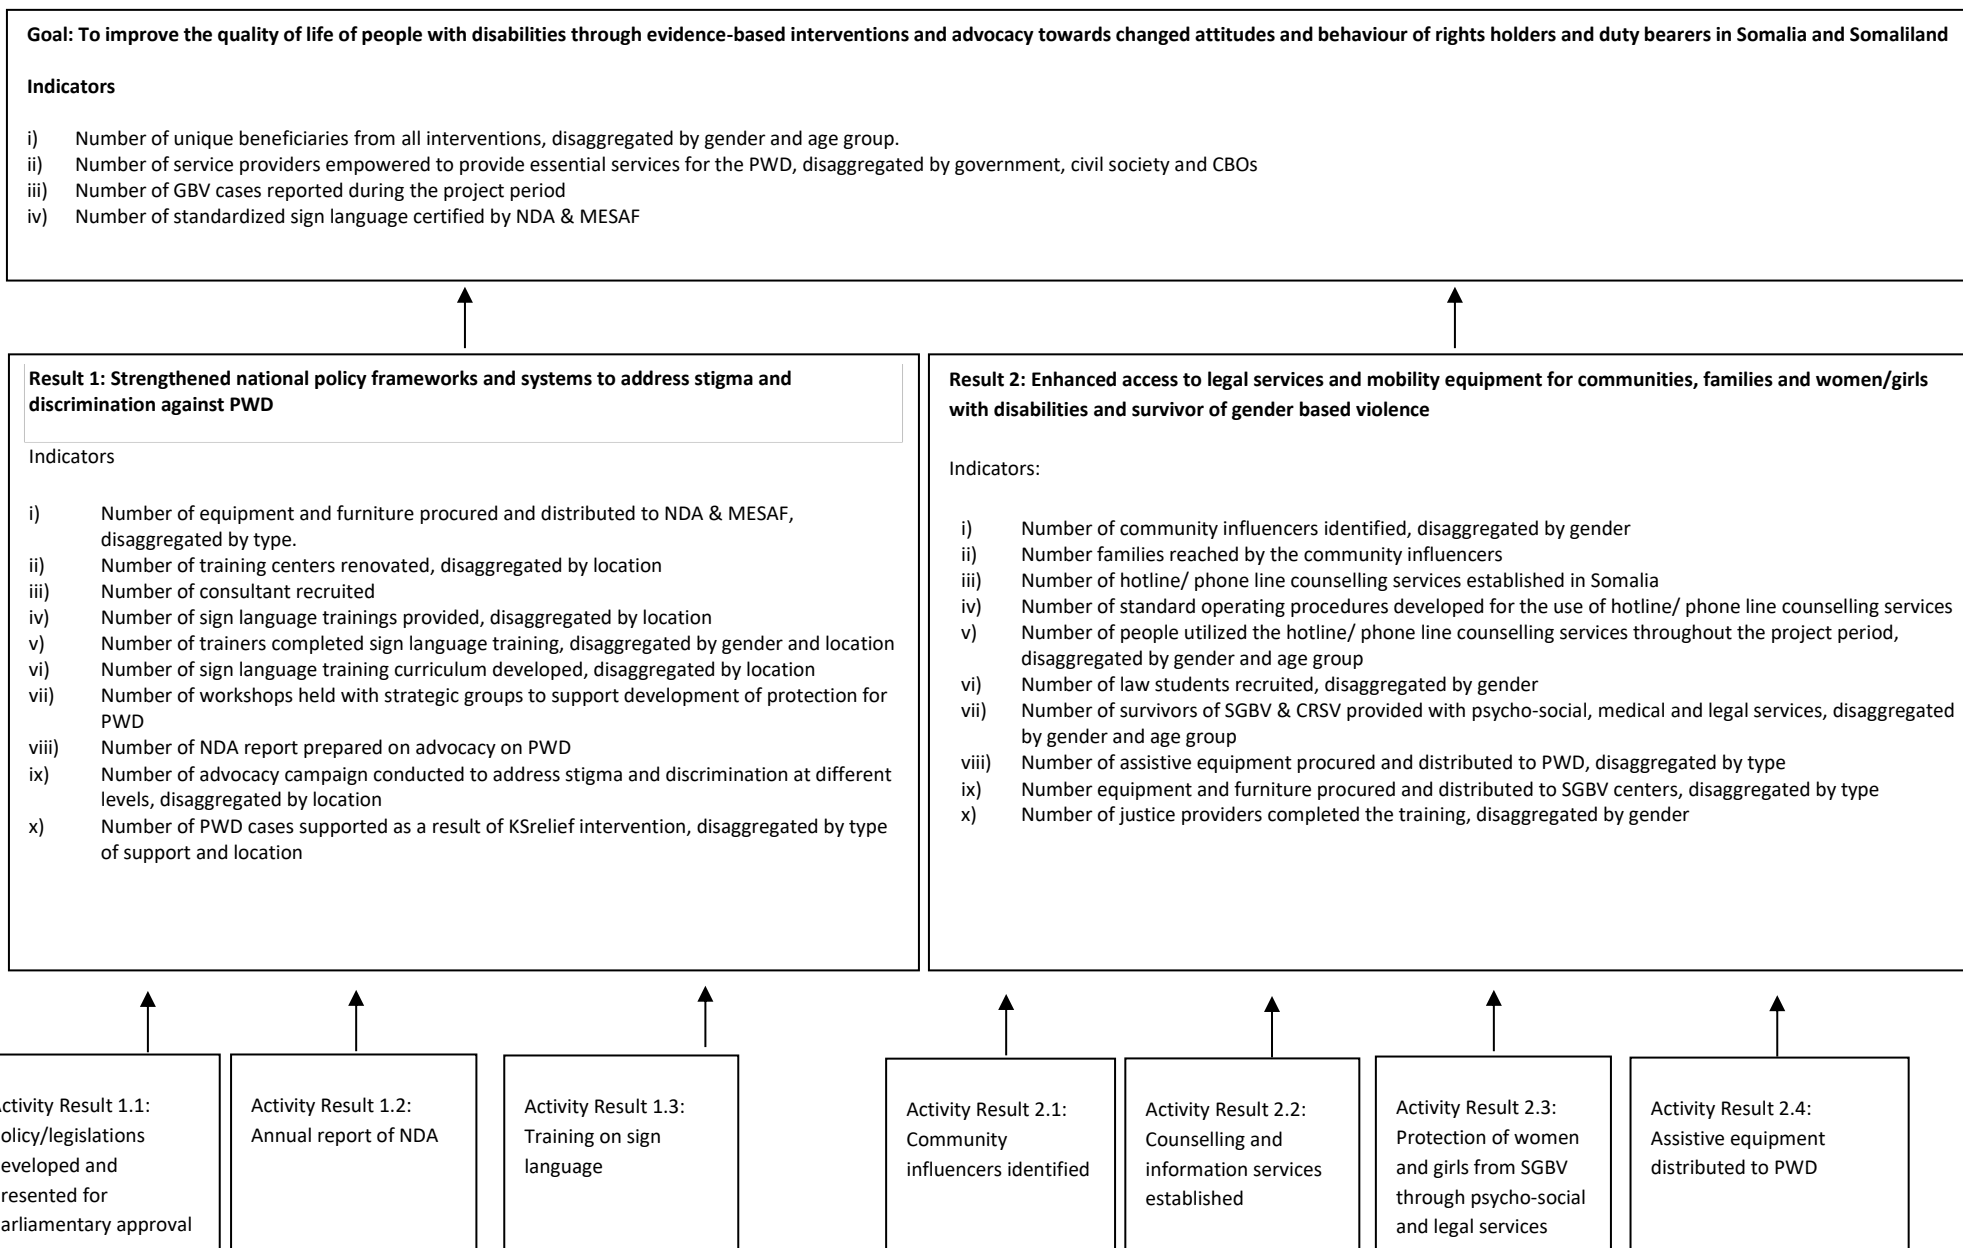 Goal: To improve the quality of life of people with disabilities through evidence-based interventions and advocacy towards changed attitudes and behaviour of rights holders and duty bearers in Somalia and Somaliland
Indicators
i) Number of unique beneficiaries from all interventions, disaggregated by gender and age group.
ii) Number of service providers empowered to provide essential services for the PWD, disaggregated by government, civil society and CBOs
iii) Number of GBV cases reported during the project period
iv) Number of standardized sign language certified by NDA & MESAF
Result 1: Strengthened national policy frameworks and systems to address stigma and
discrimination against PWD
Indicators
i) Number of equipment and furniture procured and distributed to NDA & MESAF,
disaggregated by type.
ii) Number of training centers renovated, disaggregated by location
iii) Number of consultant recruited
iv) Number of sign language trainings provided, disaggregated by location
v) Number of trainers completed sign language training, disaggregated by gender and location
vi) Number of sign language training curriculum developed, disaggregated by location
vii) Number of workshops held with strategic groups to support development of protection for
PWD
viii) Number of NDA report prepared on advocacy on PWD
ix) Number of advocacy campaign conducted to address stigma and discrimination at different
levels, disaggregated by location
x) Number of PWD cases supported as a result of KSrelief intervention, disaggregated by type
of support and location
Result 2: Enhanced access to legal services and mobility equipment for communities, families and women/girls
with disabilities and survivor of gender based violence
Indicators:
i) Number of community influencers identified, disaggregated by gender
ii) Number families reached by the community influencers
iii) Number of hotline/ phone line counselling services established in Somalia
iv) Number of standard operating procedures developed for the use of hotline/ phone line counselling services
v) Number of people utilized the hotline/ phone line counselling services throughout the project period,
disaggregated by gender and age group
vi) Number of law students recruited, disaggregated by gender
vii) Number of survivors of SGBV & CRSV provided with psycho-social, medical and legal services, disaggregated
by gender and age group
viii) Number of assistive equipment procured and distributed to PWD, disaggregated by type
ix) Number equipment and furniture procured and distributed to SGBV centers, disaggregated by type
x) Number of justice providers completed the training, disaggregated by gender
ctivity Result 1.1:
olicy/legislations
eveloped and
resented for
arliamentary approval
Activity Result 1.2:
Annual report of NDA
Activity Result 1.3:
Training on sign
language
Activity Result 2.1:
Community
influencers identified
Activity Result 2.2:
Counselling and
information services
established
Activity Result 2.3:
Protection of women
and girls from SGBV
through psycho-social
and legal services
Activity Result 2.4:
Assistive equipment
distributed to PWD